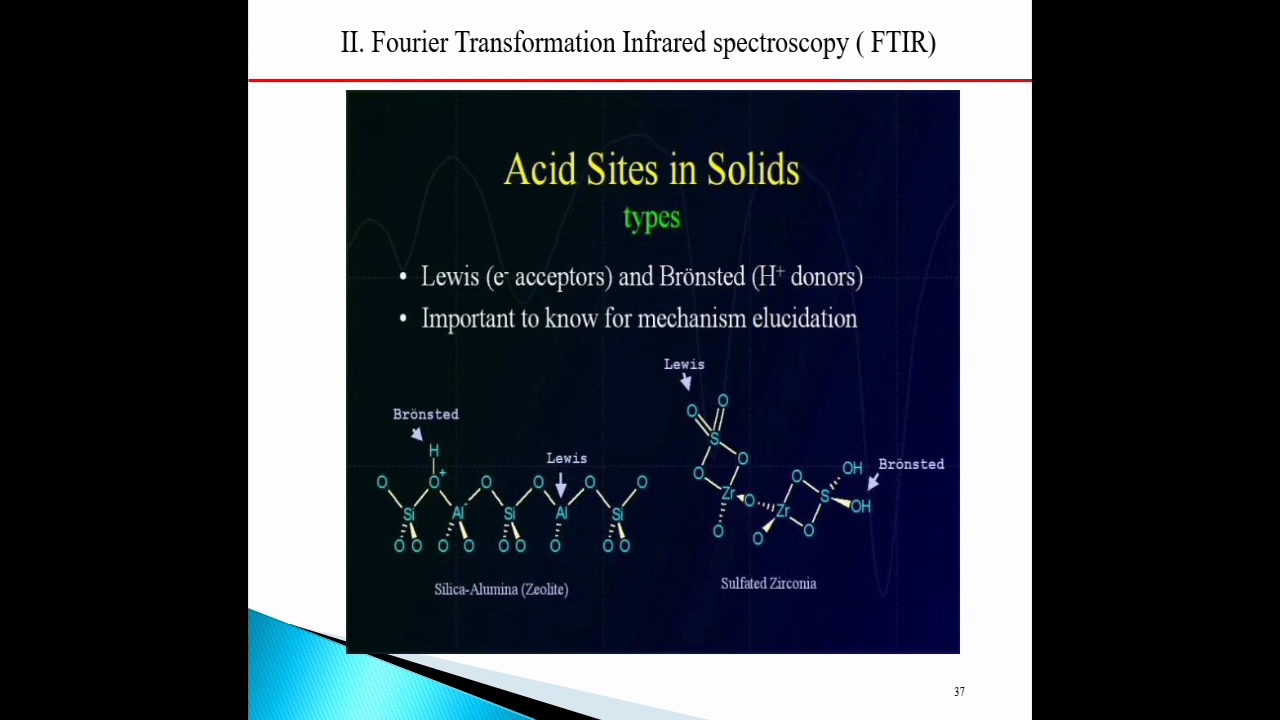 II. Fourier Transformation Infrared spectroscopy ( FTIR)
Acid Sites in Solids
types
• Lewis (e- acceptors) and Brönsted (H+ donors)
• Important to know for mechanism elucidation
Lewis
Brönsted
Lewis
Brönsted
H
O O+ O O O O
Si Al Si Al Si
O O O O O O O O O
O O
S
O O
Zr O Zr O S OH
OH
O O O
Silica-Alumina (Zeolite)
Sulfated Zirconia
37